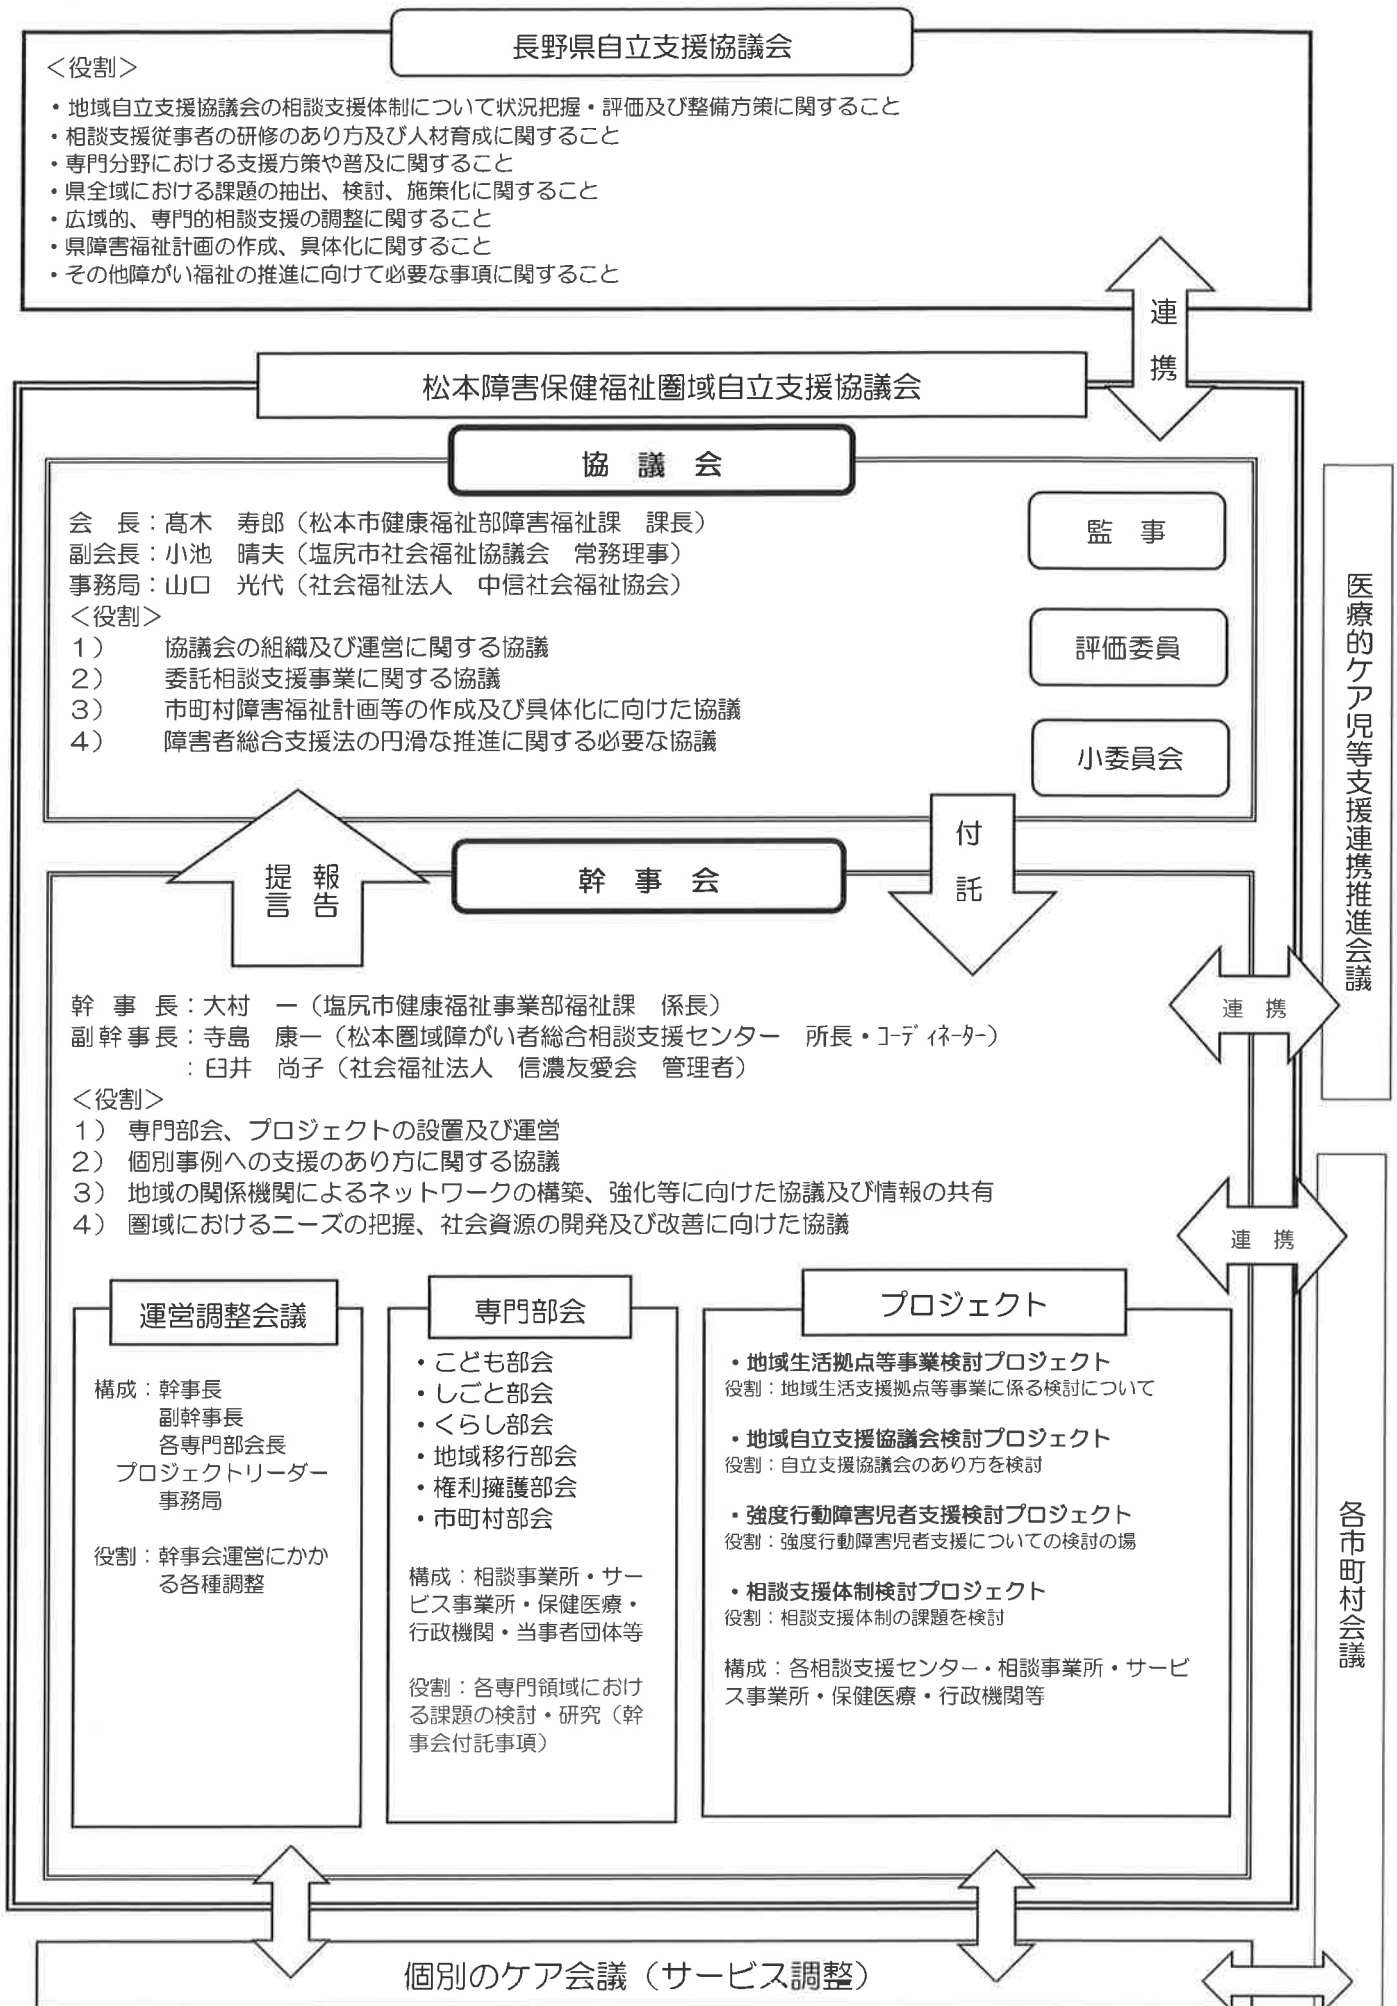 長野県自立支援協議会
＜役割＞
・地域自立支援協議会の相談支援体制について状況把握・評価及び整備方策に関すること
・相談支援従事者の研修のあり方及び人材育成に関すること
・専門分野における支援方策や普及に関すること
・県全域における課題の抽出、検討、施策化に関すること
・広域的、専門的相談支援の調整に関すること
・県障害福祉計画の作成、具体化に関すること
・その他障がい福祉の推進に向けて必要な事項に関すること
連
携
松本障害保健福祉圏域自立支援協議会
協　議　会
会　長：髙木　寿郎（松本市健康福祉部障害福祉課　課長）
副会長：小池　晴夫（塩尻市社会福祉協議会　常務理事）
事務局：山口　光代（社会福祉法人　中信社会福祉協会）
＜役割＞
１）　協議会の組織及び運営に関する協議
２）　委託相談支援事業に関する協議
３）　市町村障害福祉計画等の作成及び具体化に向けた協議
４）　障害者総合支援法の円滑な推進に関する必要な協議
監　事
評価委員
小委員会
医療的ケア児等支援連携推進会議
提言
報告
付
託
幹　事　会
幹　事　長：大村　一（塩尻市健康福祉事業部福祉課　係長）
副幹事長：寺島　康一（松本圏域障がい者総合相談支援センター　所長・ｺｰﾃﾞｨﾈｰﾀｰ）
：臼井　尚子（社会福祉法人　信濃友愛会　管理者）
＜役割＞
１）　専門部会、プロジェクトの設置及び運営
２）　個別事例への支援のあり方に関する協議
３）　地域の関係機関によるネットワークの構築、強化等に向けた協議及び情報の共有
４）　圏域におけるニーズの把握、社会資源の開発及び改善に向けた協議
連　携
連　携
運営調整会議
構成：幹事長
副幹事長
各専門部会長
プロジェクトリーダー
事務局
役割：幹事会運営にかか
る各種調整
専門部会
・こども部会
・しごと部会
・くらし部会
・地域移行部会
・権利擁護部会
・市町村部会
構成：相談事業所・サー
ビス事業所・保健医療・
行政機関・当事者団体等
役割：各専門領域におけ
る課題の検討・研究（幹
事会付託事項）
プロジェクト
・地域生活拠点等事業検討プロジェクト
役割：地域生活支援拠点等事業に係る検討について
・地域自立支援協議会検討プロジェクト
役割：自立支援協議会のあり方を検討
・強度行動障害児者支援検討プロジェクト
役割：強度行動障害児者支援についての検討の場
・相談支援体制検討プロジェクト
役割：相談支援体制の課題を検討
構成：各相談支援センター・相談事業所・サービ
ス事業所・保健医療・行政機関等
各市町村会議
個別のケア会議（サービス調整）